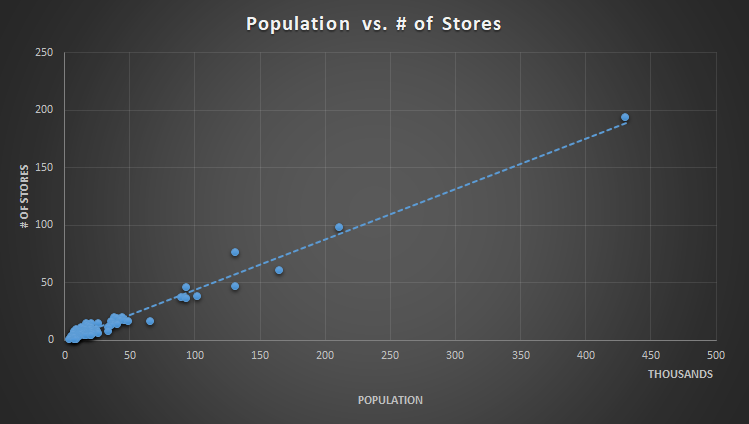 Population vs. # of Stores
250
200
150
100
50
0
# OF STORES
0 50 100 150 200 250 300 350 400 450 500
THOUSANDS
POPULATION